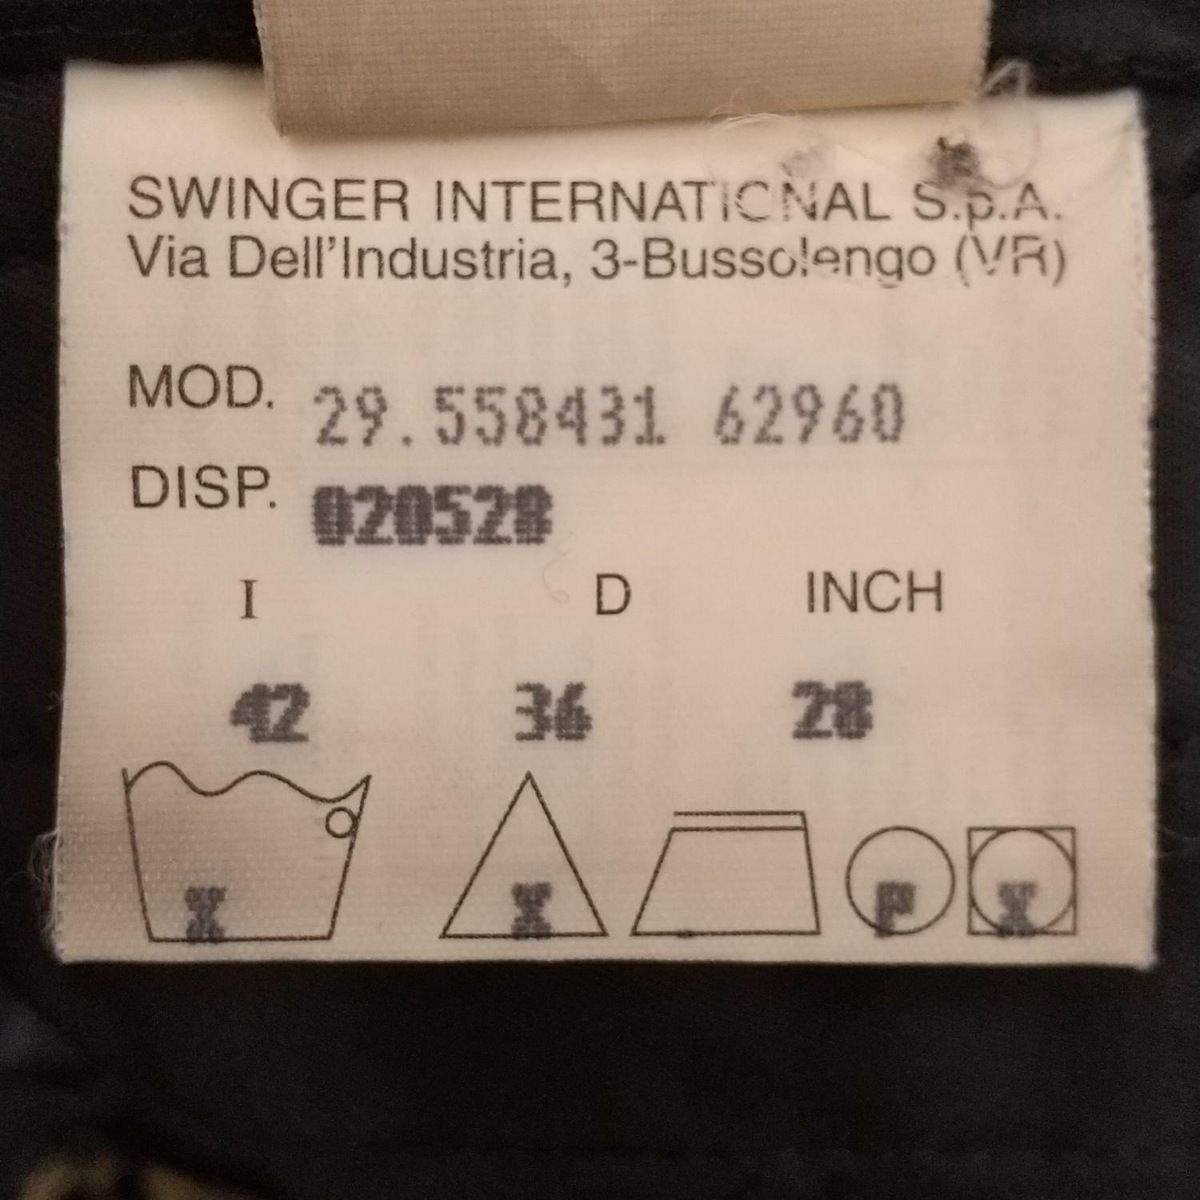 SWINGER INTERNATIONAL S.p.A.
Via Dell'Industria, 3-Bussolengo (VR)
MOD. 29.558431 62960
DISP. 020528
I D INCH
42 36 28
X X P X